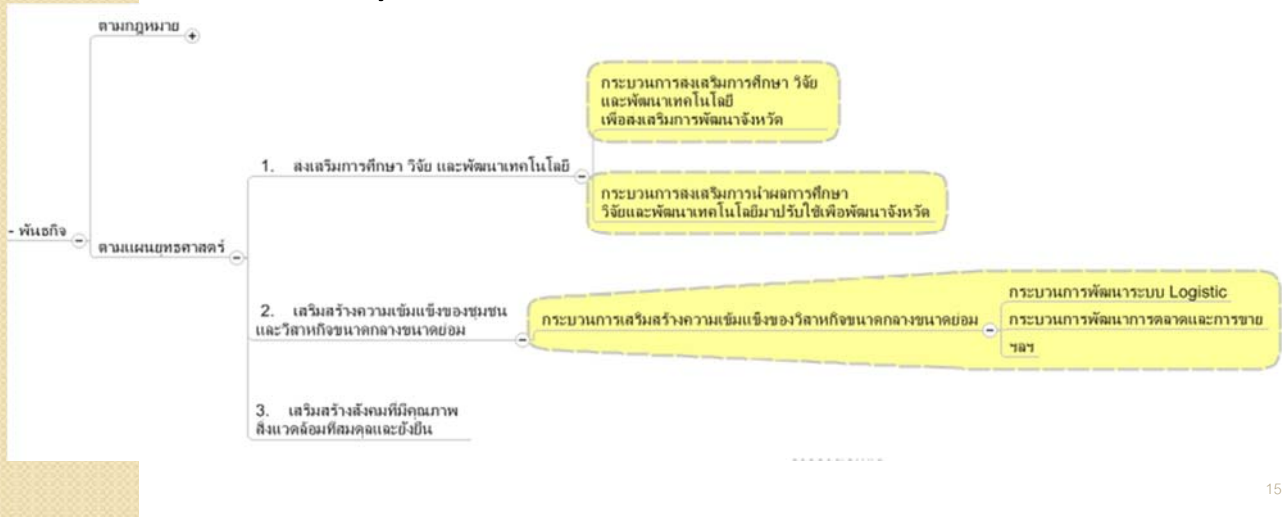 ตามกฎหมาย
กระบวนการส่งเสริมการศึกษา วิจัย
และพัฒนาเทคโนโลยี
เพื่อส่งเสริมการพัฒนาจังหวัด
1. ส่งเสริมการศึกษา วิจัย และพัฒนาเทคโนโลยี
กระบวนการส่งเสริมการนำผลการศึกษา
วิจัยและพัฒนาเทคโนโลยีมาปรับใช้เพื่อพัฒนาจังหวัด
- พันธกิจ
ตามแผนยุทธศาสตร์
2. เสริมสร้างความเข้มแข็งของชุมชน
และวิสาหกิจขนาดกลางขนาดย่อม
กระบวนการเสริมสร้างความเข้มแข็งของวิสาหกิจขนาดกลางขนาดย่อม
กระบวนการพัฒนาระบบ Logistic
กระบวนการพัฒนาการตลาดและการขาย
ฯลฯ
3. เสริมสร้างสังคมที่มีคุณภาพ
สิ่งแวดล้อมที่สมดุลและยั่งยืน
15